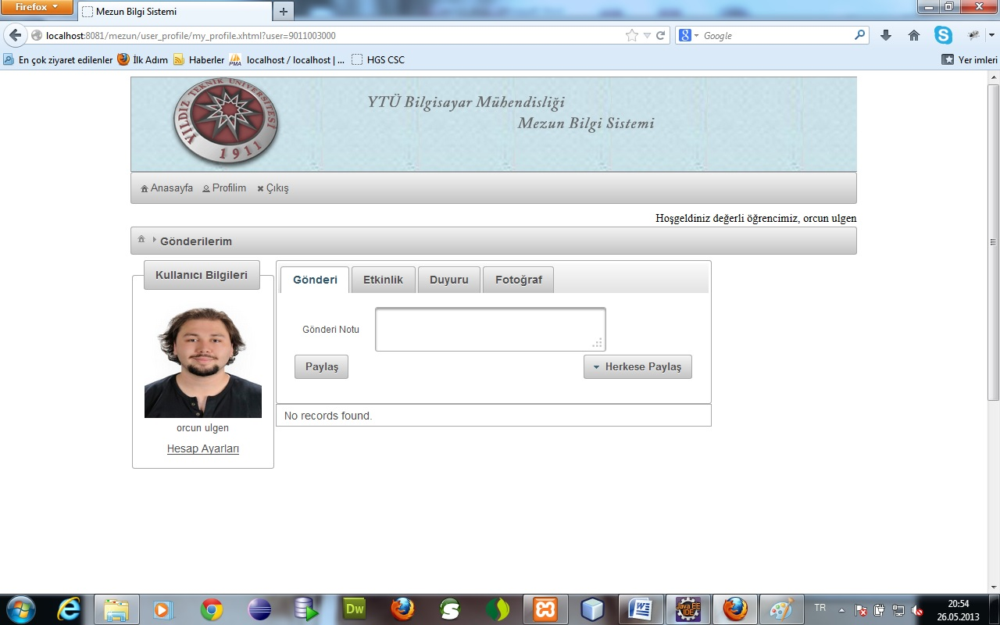 Firefox
Mezun Bilgi Sistemi
localhost:8081/mezun/user_profile/my_profile.xhtml?user=9011003000
Google
En çok ziyaret edilenler İlk Adım Haberler localhost / localhost | ... HGS CSC Yer imleri
YILDIZ TEKNİK ÜNİVERSİTESİ
1911
YTÜ Bilgisayar Mühendisliği
Mezun Bilgi Sistemi
Anasayfa Profilim Çıkış
Hoşgeldiniz değerli öğrencimiz, orcun ulgen
Gönderilerim
Kullanıcı Bilgileri
orcun ulgen
Hesap Ayarları
Gönderi Etkinlik Duyuru Fotoğraf
Gönderi Notu
Paylaş Herkese Paylaş
No records found.
Dw
Java EE
IDE
TR
20:54
26.05.2013